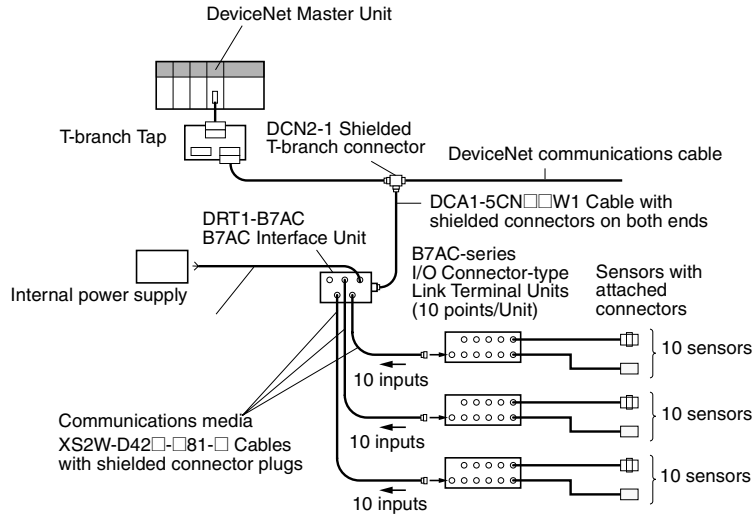 DeviceNet Master Unit
T-branch Tap
DCN2-1 Shielded
T-branch connector
DeviceNet communications cable
DCA1-5CN□□W1 Cable with
shielded connectors on both ends
DRT1-B7AC
B7AC Interface Unit
Internal power supply
B7AC-series
I/O Connector-type
Link Terminal Units
(10 points/Unit)
Sensors with
attached
connectors
10 sensors
10 inputs
10 sensors
10 inputs
10 sensors
10 inputs
Communications media
XS2W-D42□-□81-□ Cables
with shielded connector plugs